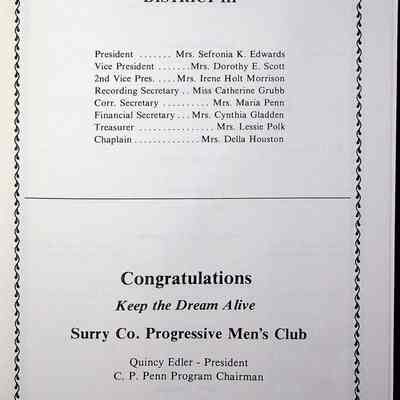 DISTRICT III
President ....... Mrs. Sefronia K. Edwards
Vice President .......Mrs. Dorothy E. Scott
2nd Vice Pres. ....Mrs. Irene Holt Morrison
Recording Secretary .. Miss Catherine Grubb
Corr. Secretary .......... Mrs. Maria Penn
Financial Secretary ... Mrs. Cynthia Gladden
Treasurer ................ Mrs. Lessie Polk
Chaplain .............. Mrs. Della Houston
Congratulations
Keep the Dream Alive
Surry Co. Progressive Men's Club
Quincy Edler - President
C. P. Penn Program Chairman